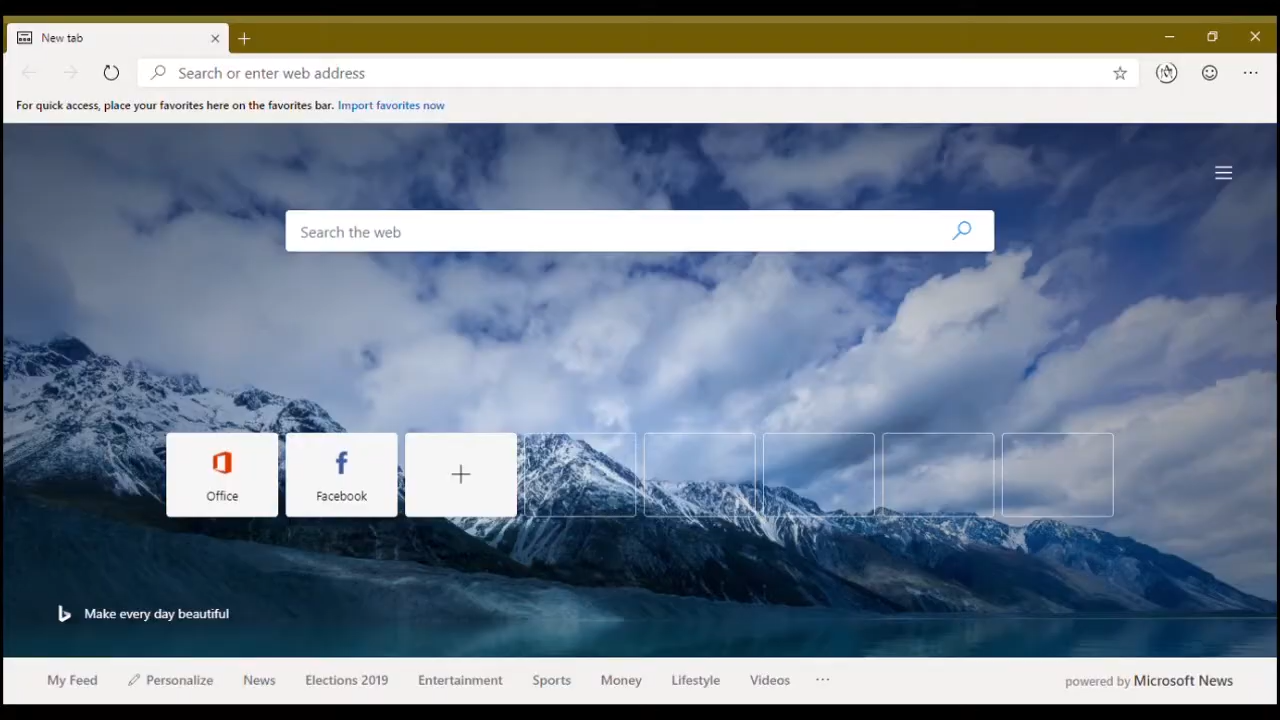 New tab
Search or enter web address
For quick access, place your favorites here on the favorites bar. Import favorites now
Search the web
Office
Facebook
Make every day beautiful
My Feed Personalize News Elections 2019 Entertainment Sports Money Lifestyle Videos ... powered by Microsoft News